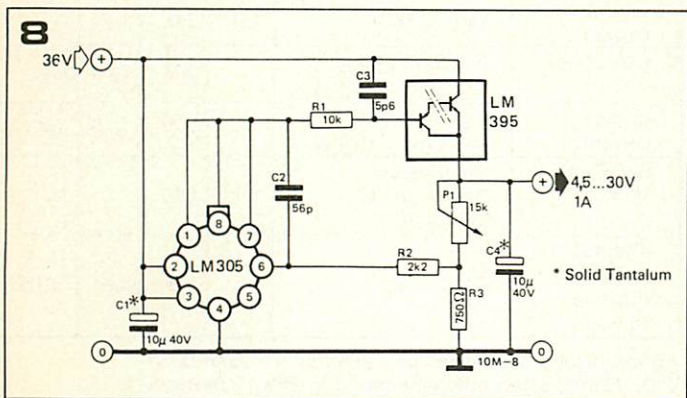 8
36V
+
C3
5p6
LM
395
R1
10k
C2
56p
+
4,5...30V
1A
P1
15k
1
8
7
2
LM305
6
3
4
5
R2
2k2
C4*
10µ
40V
* Solid Tantalum
R3
750Ω
C1*
10µ 40V
0
10M-8
0